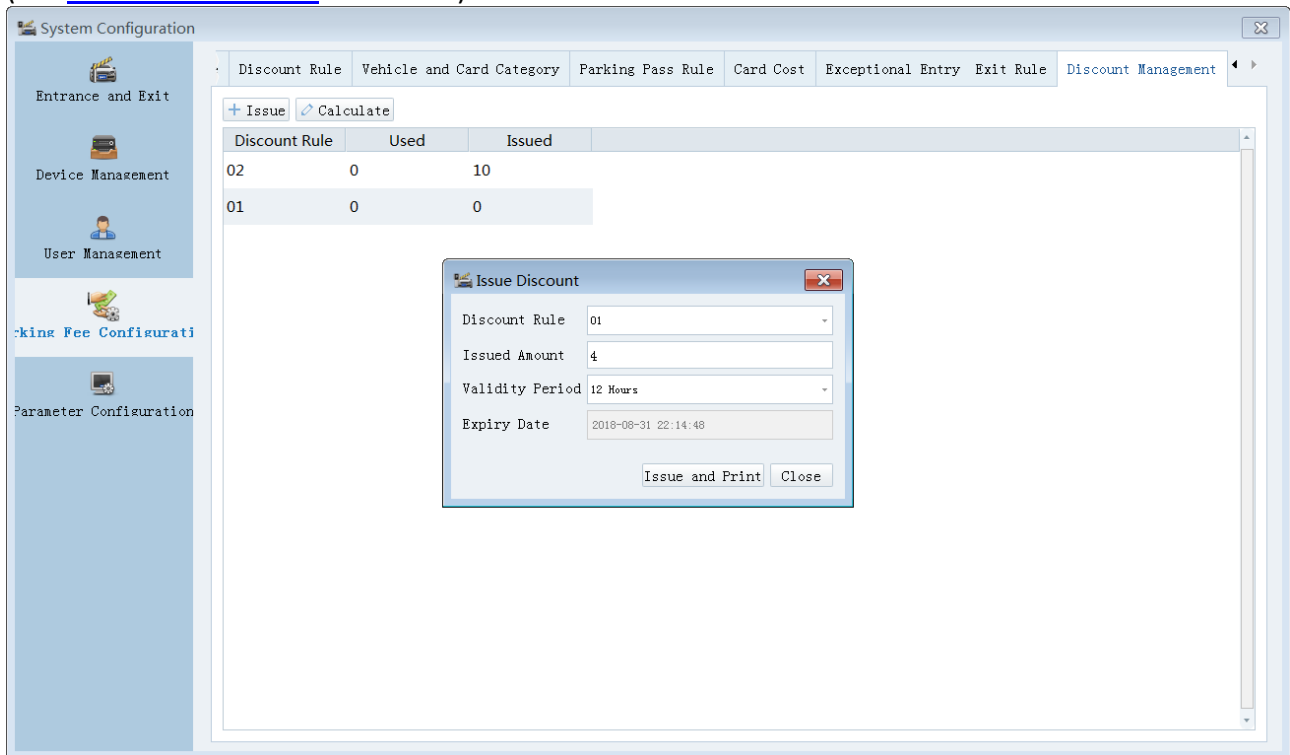 System Configuration
Entrance and Exit
Device Management
User Management
rking Fee Configurati
Parameter Configuration
Discount Rule Vehicle and Card Category Parking Pass Rule Card Cost Exceptional Entry Exit Rule Discount Management
+ Issue Calculate
Discount Rule Used Issued
02 0 10
01 0 0
Issue Discount
Discount Rule 01
Issued Amount 4
Validity Period 12 Hours
Expiry Date 2018-08-31 22:14:48
Issue and Print Close